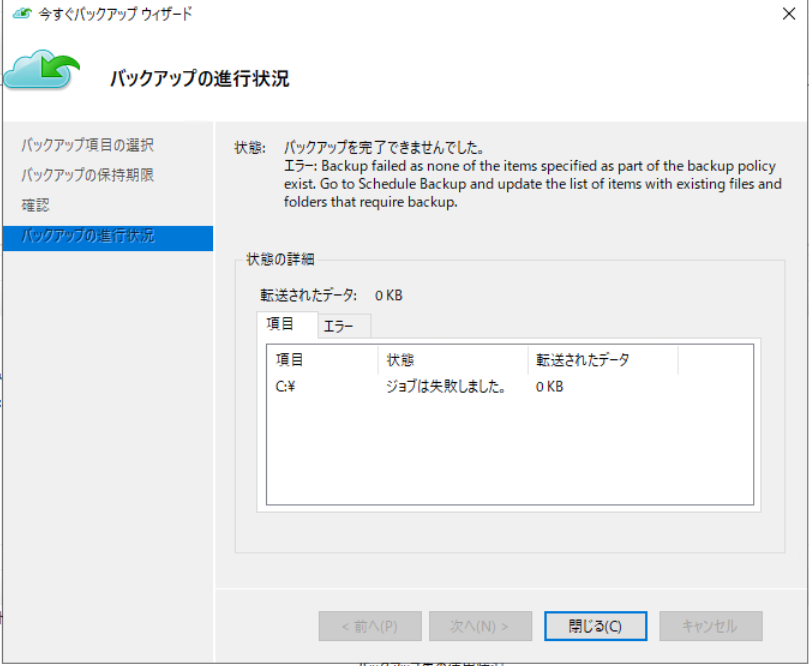 今すぐバックアップ ウィザード
バックアップの進行状況
バックアップ項目の選択
バックアップの保持期限
確認
バックアップの進行状況
状態: バックアップを完了できませんでした。
エラー: Backup failed as none of the items specified as part of the backup policy
exist. Go to Schedule Backup and update the list of items with existing files and
folders that require backup.
状態の詳細
転送されたデータ: 0 KB
項目 エラー
項目 状態 転送されたデータ
C:¥ ジョブは失敗しました。 0 KB
< 前へ(P) 次へ(N) > 閉じる(C) キャンセル